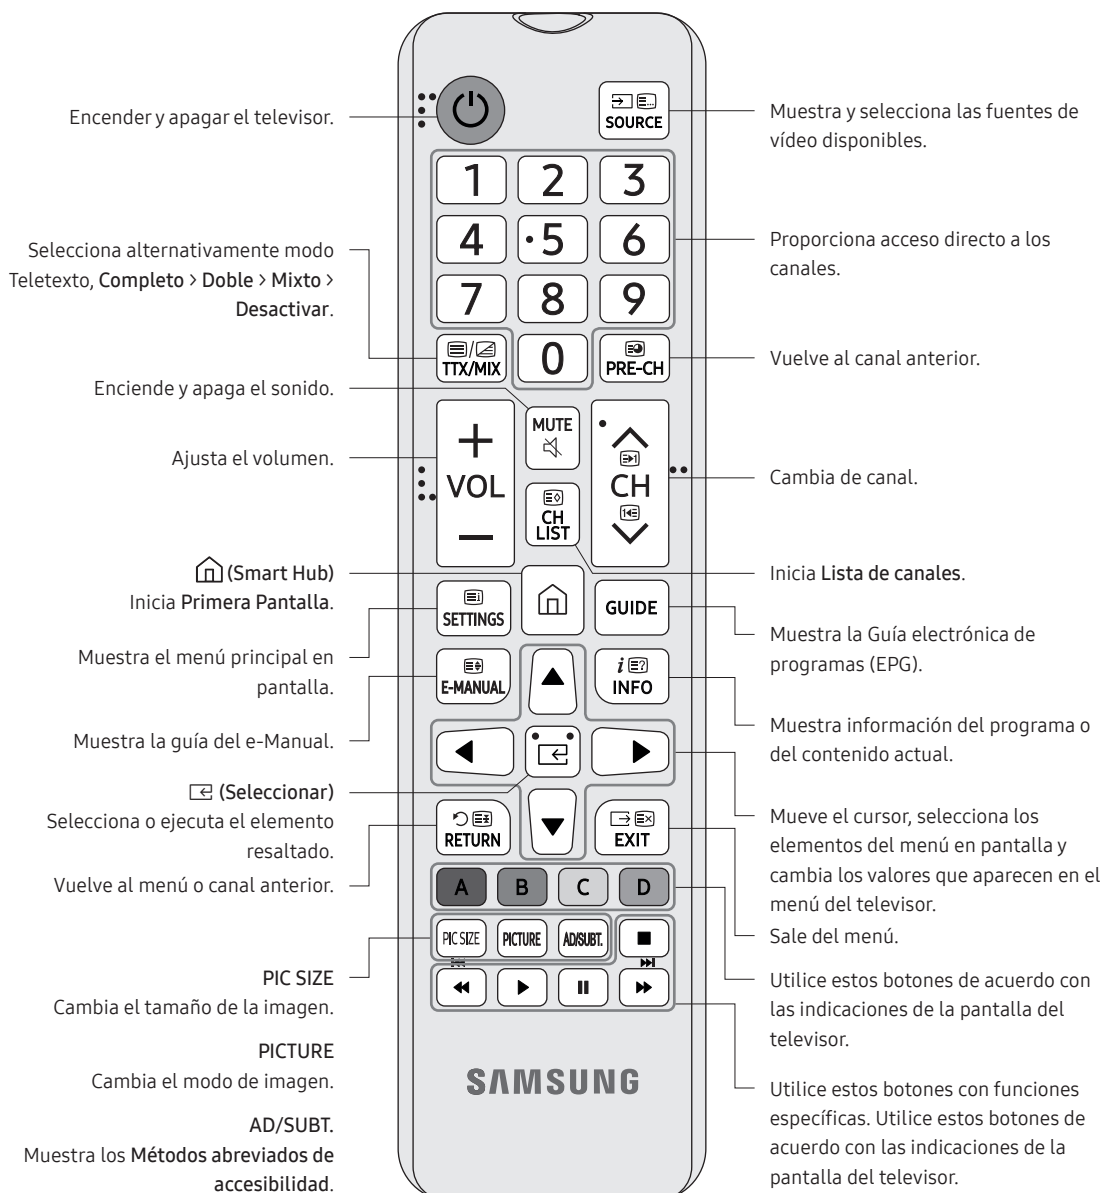 Encender y apagar el televisor.
Selecciona alternativamente modo
Teletexto, Completo > Doble > Mixto >
Desactivar.
Enciende y apaga el sonido.
Ajusta el volumen.
(Smart Hub)
Inicia Primera Pantalla.
Muestra el menú principal en
pantalla.
Muestra la guía del e-Manual.
(Seleccionar)
Selecciona o ejecuta el elemento
resaltado.
Vuelve al menú o canal anterior.
PIC SIZE
Cambia el tamaño de la imagen.
PICTURE
Cambia el modo de imagen.
AD/SUBT.
Muestra los Métodos abreviados de
accesibilidad.
SOURCE
1 2 3
4 5 6
7 8 9
TTX/MIX 0 PRE-CH
MUTE
+
VOL
−
CH
CH
LIST
SETTINGS
GUIDE
E-MANUAL
i ?
INFO
RETURN
EXIT
A B C D
PIC SIZE PICTURE AD/SUBT.
SAMSUNG
Muestra y selecciona las fuentes de
vídeo disponibles.
Proporciona acceso directo a los
canales.
Vuelve al canal anterior.
Cambia de canal.
Inicia Lista de canales.
Muestra la Guía electrónica de
programas (EPG).
Muestra información del programa o
del contenido actual.
Mueve el cursor, selecciona los
elementos del menú en pantalla y
cambia los valores que aparecen en el
menú del televisor.
Sale del menú.
Utilice estos botones de acuerdo con
las indicaciones de la pantalla del
televisor.
Utilice estos botones con funciones
específicas. Utilice estos botones de
acuerdo con las indicaciones de la
pantalla del televisor.